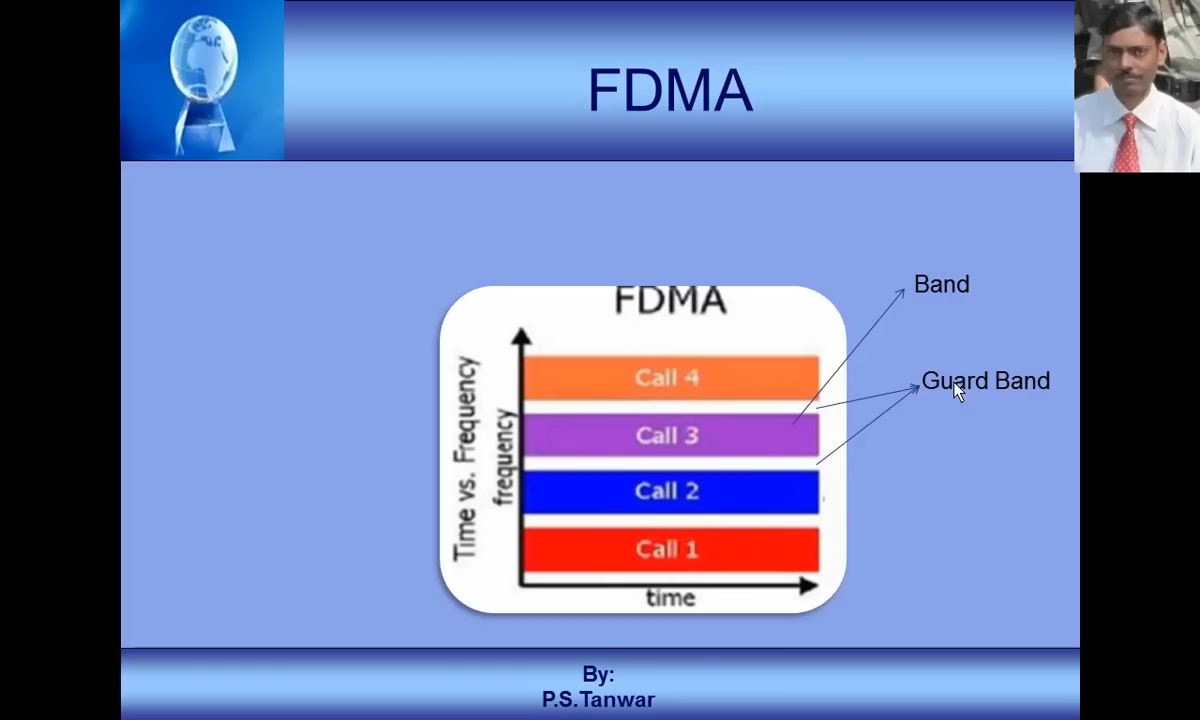 FDMA
Band
Guard Band
FDMA
Time vs. Frequency
frequency
Call 4
Call 3
Call 2
Call 1
time
By:
P.S.Tanwar